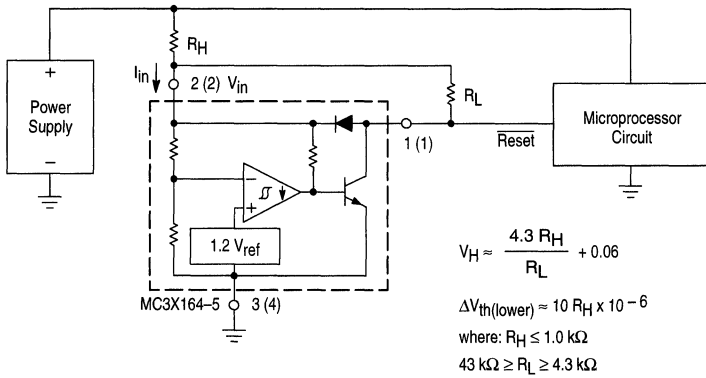 R_H
I_in
2 (2) V_in
+
Power
Supply
−
R_L
1 (1)
Reset
Microprocessor
Circuit
−
+
1.2 V_ref
MC3X164–5
3 (4)
V_H ≈ 4.3 R_H / R_L + 0.06
ΔV_th(lower) ≈ 10 R_H x 10^−6
where: R_H ≤ 1.0 kΩ
43 kΩ ≥ R_L ≥ 4.3 kΩ